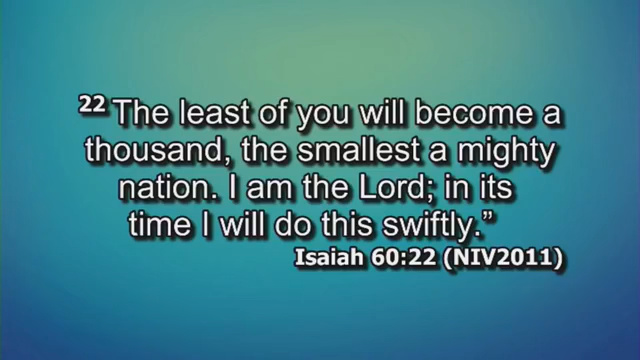 22 The least of you will become a
thousand, the smallest a mighty
nation. I am the Lord; in its
time I will do this swiftly.”
Isaiah 60:22 (NIV2011)